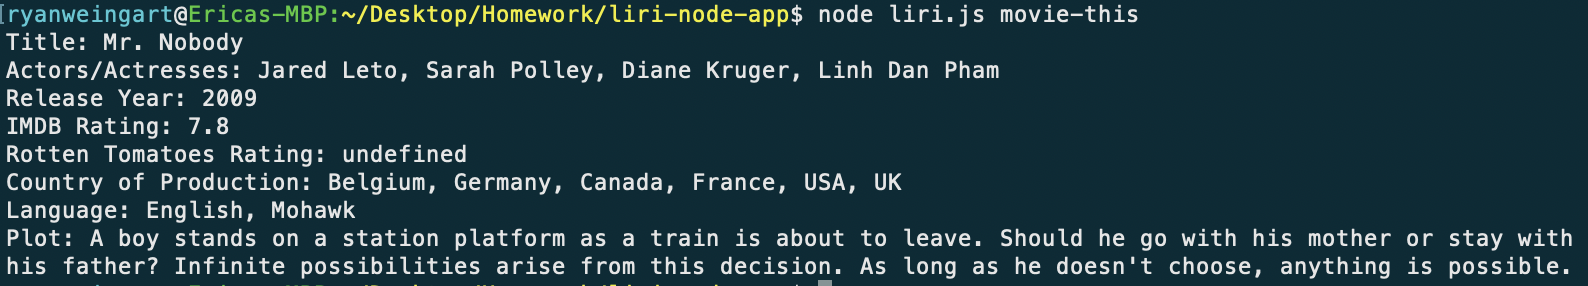 [ryanweingart@Ericas-MBP:~/Desktop/Homework/liri-node-app$ node liri.js movie-this
Title: Mr. Nobody
Actors/Actresses: Jared Leto, Sarah Polley, Diane Kruger, Linh Dan Pham
Release Year: 2009
IMDB Rating: 7.8
Rotten Tomatoes Rating: undefined
Country of Production: Belgium, Germany, Canada, France, USA, UK
Language: English, Mohawk
Plot: A boy stands on a station platform as a train is about to leave. Should he go with his mother or stay with
his father? Infinite possibilities arise from this decision. As long as he doesn't choose, anything is possible.